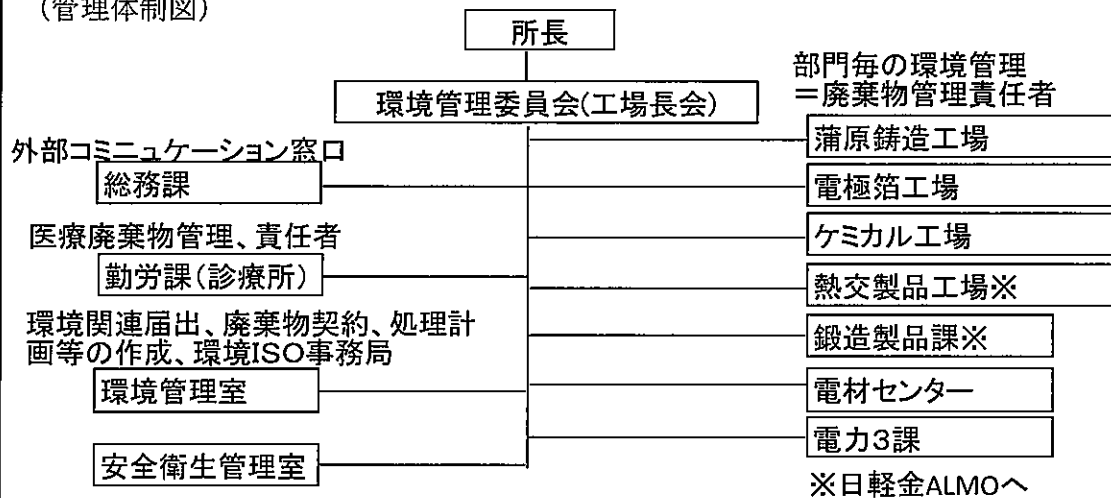 (管理体制図)
所長
環境管理委員会(工場長会)
外部コミニュケーション窓口
総務課
医療廃棄物管理、責任者
勤労課(診療所)
環境関連届出、廃棄物契約、処理計
画等の作成、環境ISO事務局
環境管理室
安全衛生管理室
部門毎の環境管理
=廃棄物管理責任者
蒲原鋳造工場
電極箔工場
ケミカル工場
熱交製品工場※
鍛造製品課※
電材センター
電力3課
※日軽金ALMOへ